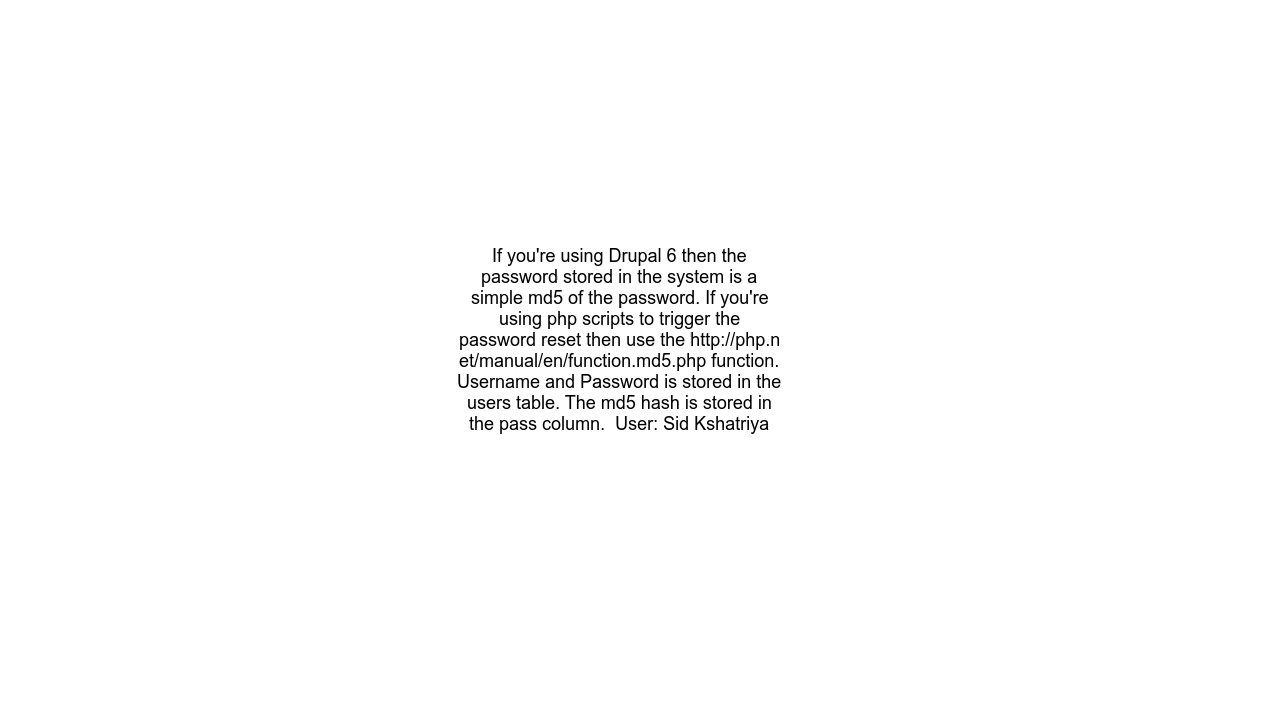 If you're using Drupal 6 then the
password stored in the system is a
simple md5 of the password. If you're
using php scripts to trigger the
password reset then use the http://php.n
et/manual/en/function.md5.php function.
Username and Password is stored in the
users table. The md5 hash is stored in
the pass column.  User: Sid Kshatriya